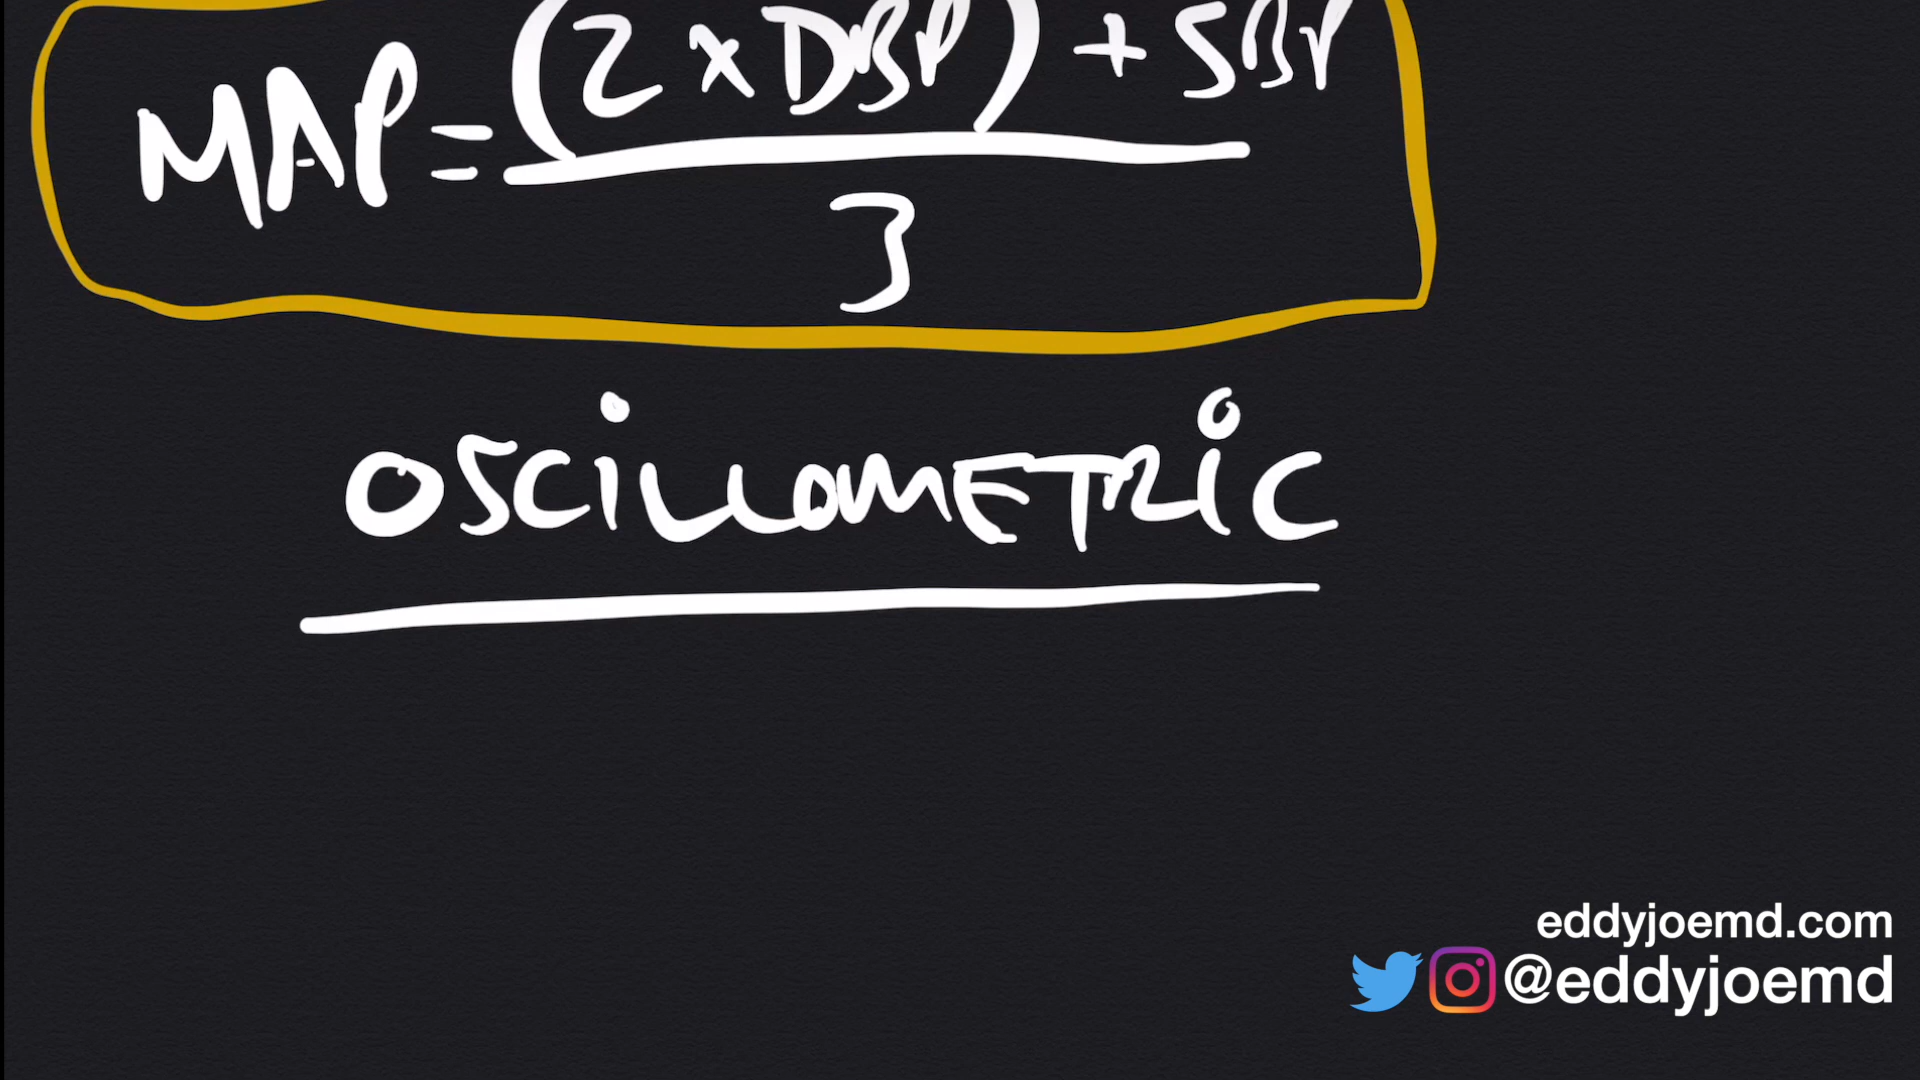 MAP = (2 x DBP) + SBP
3
OSCiLLOMETRiC
eddyjoemd.com
@eddyjoemd